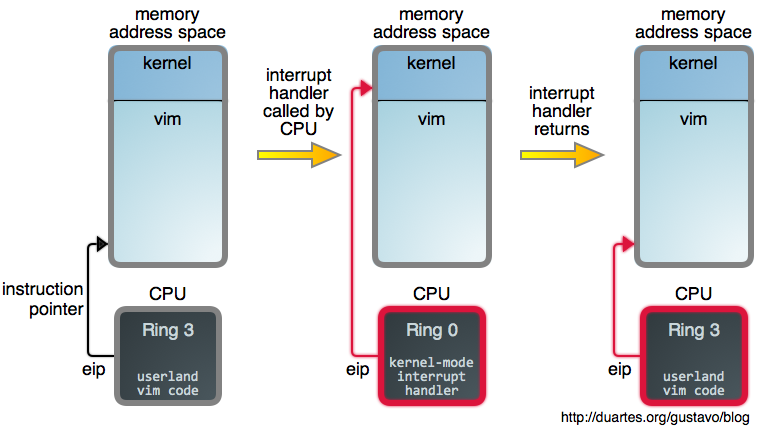 memory
address space
kernel
vim
instruction
pointer
CPU
Ring 3
userland
vim code
eip
interrupt
handler
called by
CPU
memory
address space
kernel
vim
CPU
Ring 0
kernel-mode
interrupt
handler
eip
interrupt
handler
returns
memory
address space
kernel
vim
CPU
Ring 3
userland
vim code
eip
http://duartes.org/gustavo/blog